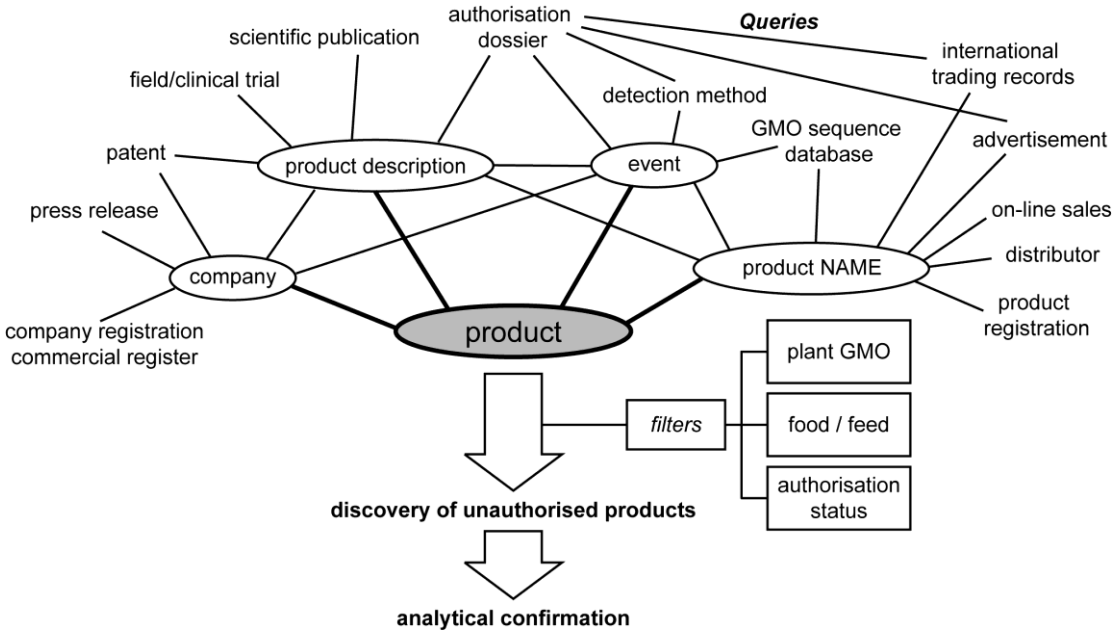 authorisation
dossier
Queries
scientific publication
international
trading records
field/clinical trial
detection method
GMO sequence
database
advertisement
patent
product description
event
press release
on-line sales
company
product NAME
distributor
company registration
commercial register
product
product
registration
plant GMO
filters
food / feed
authorisation
status
discovery of unauthorised products
analytical confirmation